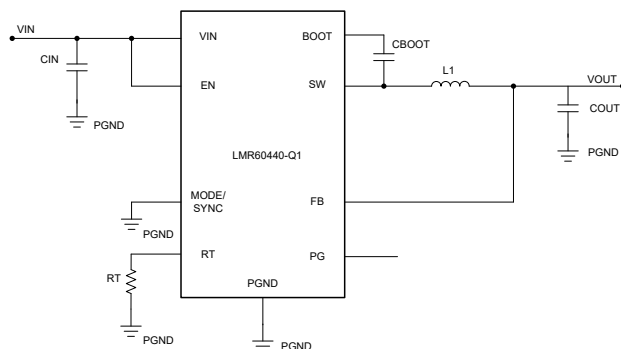 VIN
CIN
PGND
VIN
BOOT
CBOOT
L1
EN
SW
VOUT
COUT
PGND
LMR60440-Q1
MODE/
SYNC
FB
PGND
RT
PG
RT
PGND
PGND
PGND